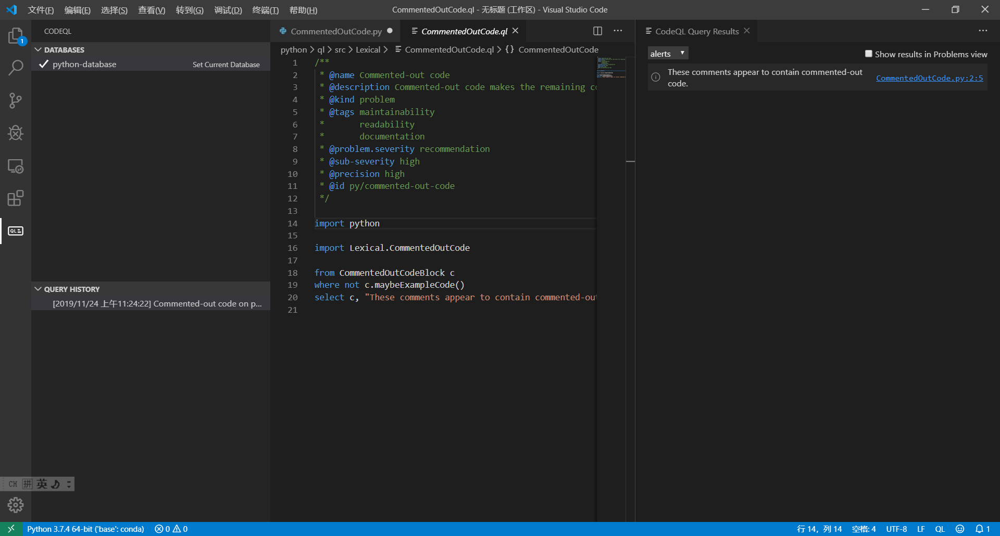 文件(F) 编辑(E) 选择(S) 查看(V) 转到(G) 调试(D) 终端(T) 帮助(H) CommentedOutCode.ql - 无标题 (工作区) - Visual Studio Code
1
CODEQL
DATABASES
python-database Set Current Database
QUERY HISTORY
[2019/11/24 上午11:24:22] Commented-out code on p...
CommentedOutCode.py CommentedOutCode.ql
python ql src Lexical CommentedOutCode.ql {} CommentedOutCode
1 /**
2 * @name Commented-out code
3 * @description Commented-out code makes the remaining co
4 * @kind problem
5 * @tags maintainability
6 * readability
7 * documentation
8 * @problem.severity recommendation
9 * @sub-severity high
10 * @precision high
11 * @id py/commented-out-code
12 */
13
14 import python
15
16 import Lexical.CommentedOutCode
17
18 from CommentedOutCodeBlock c
19 where not c.maybeExampleCode()
20 select c, "These comments appear to contain commented-out
21
CodeQL Query Results
alerts Show results in Problems view
These comments appear to contain commented-out
code.
CommentedOutCode.py:2:5
QL
CH 拼 英
Python 3.7.4 64-bit ('base': conda) 0 0 行 14，列 14 空格: 4 UTF-8 LF QL 1